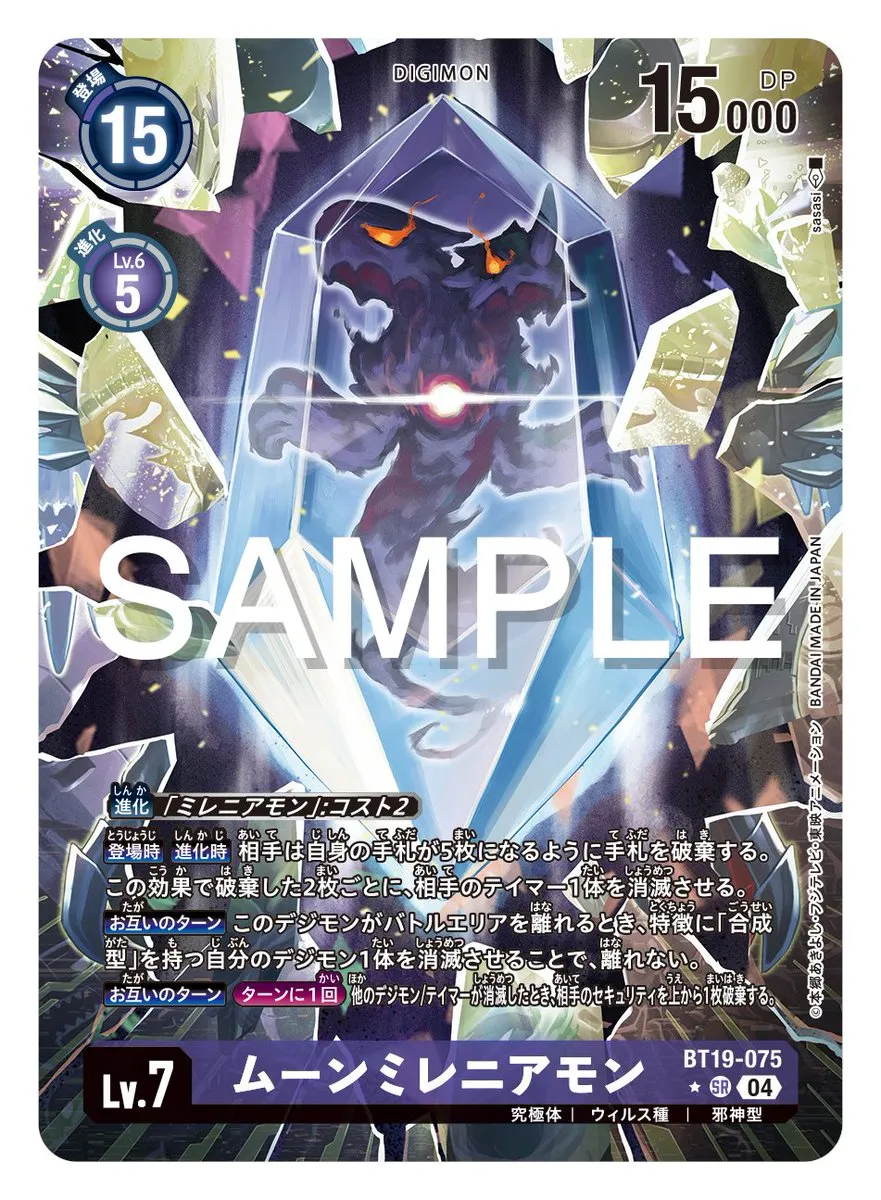 DIGIMON
登場
15
15000
DP
進化
Lv.6
5
sasasi
SAMPLE
©本郷あきよし・フジテレビ・東映アニメーション BANDAI MADE IN JAPAN
進化 「ミレニアモン」:コスト2
登場時 進化時 相手は自身の手札が5枚になるように手札を破棄する。
この効果で破棄した2枚ごとに、相手のテイマー1体を消滅させる。
お互いのターン このデジモンがバトルエリアを離れるとき、特徴に「合成
型」を持つ自分のデジモン1体を消滅させることで、離れない。
お互いのターン ターンに1回 他のデジモン/テイマーが消滅したとき、相手のセキュリティを上から1枚破棄する。
Lv.7
ムーンミレニアモン
BT19-075
SR 04
究極体 | ウィルス種 | 邪神型